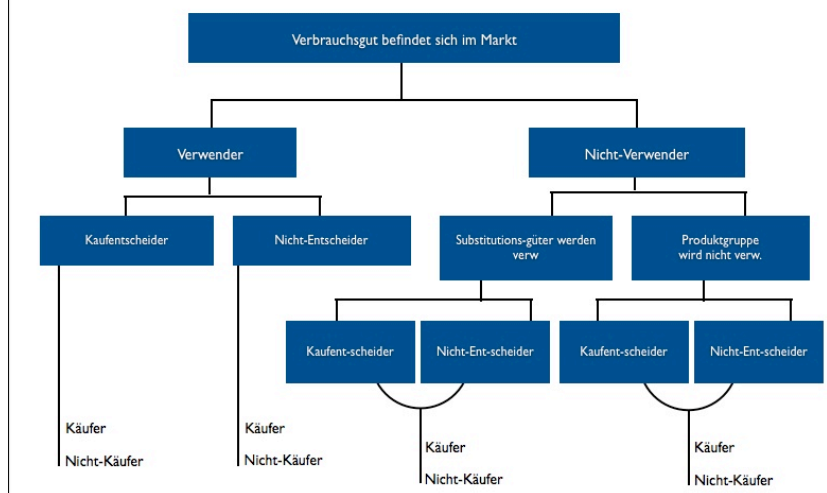 Verbrauchsgut befindet sich im Markt
Verwender
Nicht-Verwender
Kaufentscheider
Nicht-Entscheider
Substitutions-güter werden
verw
Produktgruppe
wird nicht verw.
Kaufent-scheider
Nicht-Ent-scheider
Kaufent-scheider
Nicht-Ent-scheider
Käufer
Nicht-Käufer
Käufer
Nicht-Käufer
Käufer
Nicht-Käufer
Käufer
Nicht-Käufer